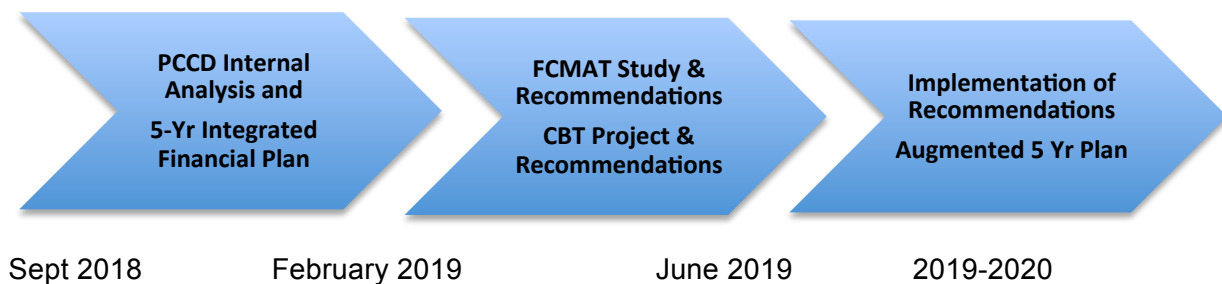 PCCD Internal
Analysis and
5-Yr Integrated
Financial Plan
FCMAT Study &
Recommendations
CBT Project &
Recommendations
Implementation of
Recommendations
Augmented 5 Yr Plan
Sept 2018 February 2019 June 2019 2019-2020